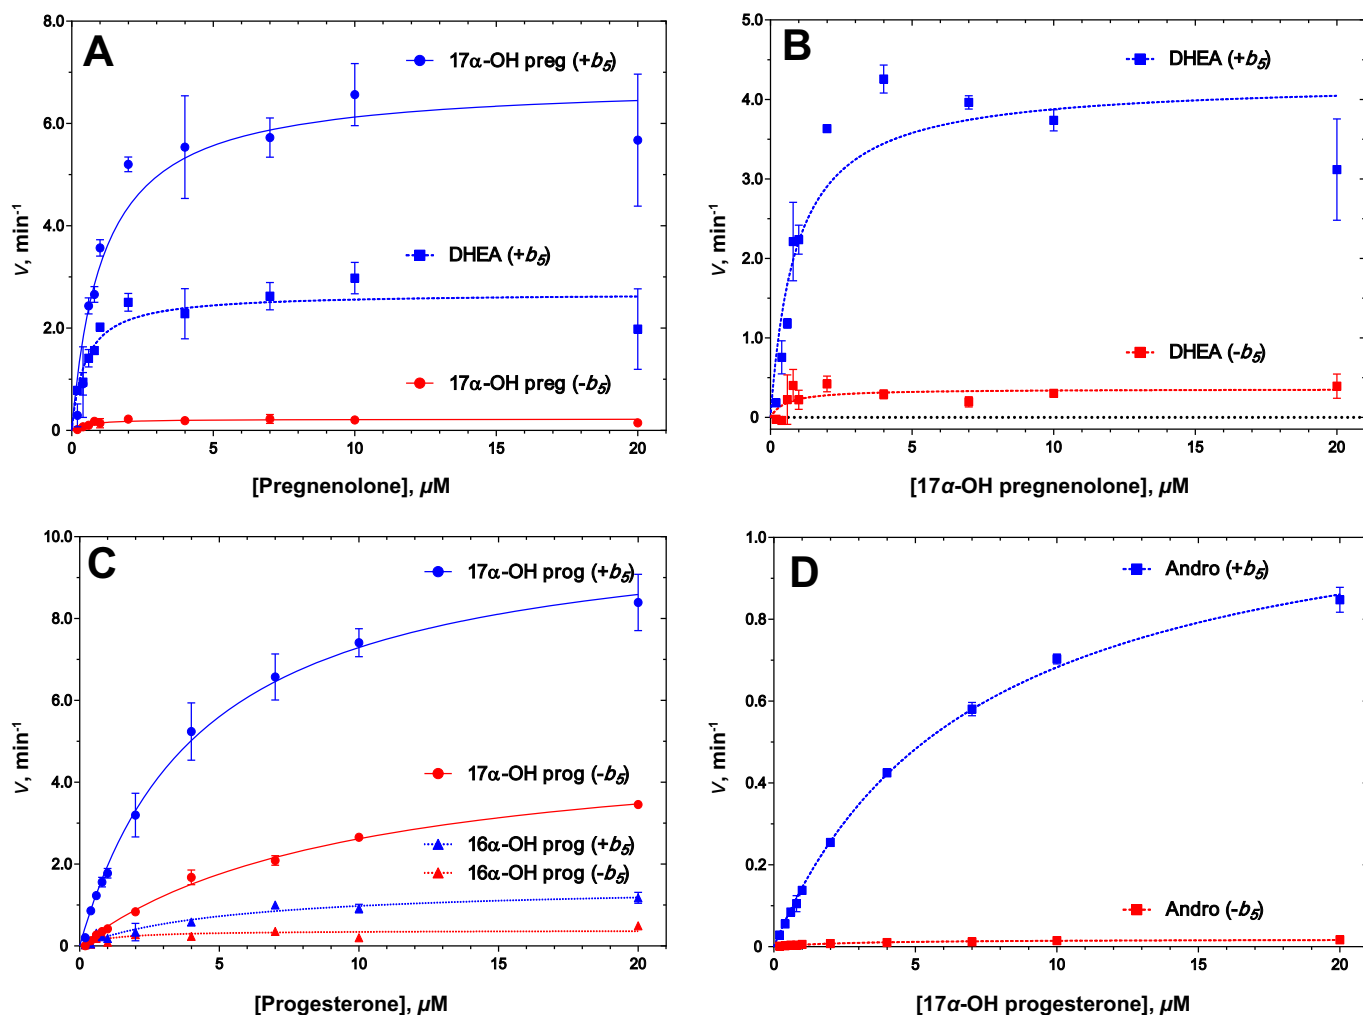 A
8.0
6.0
4.0
2.0
0
V, min-1
17α-OH preg (+b5)
DHEA (+b5)
17α-OH preg (-b5)
0 5 10 15 20
[Pregnenolone], µM
B
5.0
4.0
3.0
2.0
1.0
0
V, min-1
DHEA (+b5)
DHEA (-b5)
0 5 10 15 20
[17α-OH pregnenolone], µM
C
10.0
8.0
6.0
4.0
2.0
0
V, min-1
17α-OH prog (+b5)
17α-OH prog (-b5)
16α-OH prog (+b5)
16α-OH prog (-b5)
0 5 10 15 20
[Progesterone], µM
D
1.0
0.8
0.6
0.4
0.2
0
V, min-1
Andro (+b5)
Andro (-b5)
0 5 10 15 20
[17α-OH progesterone], µM